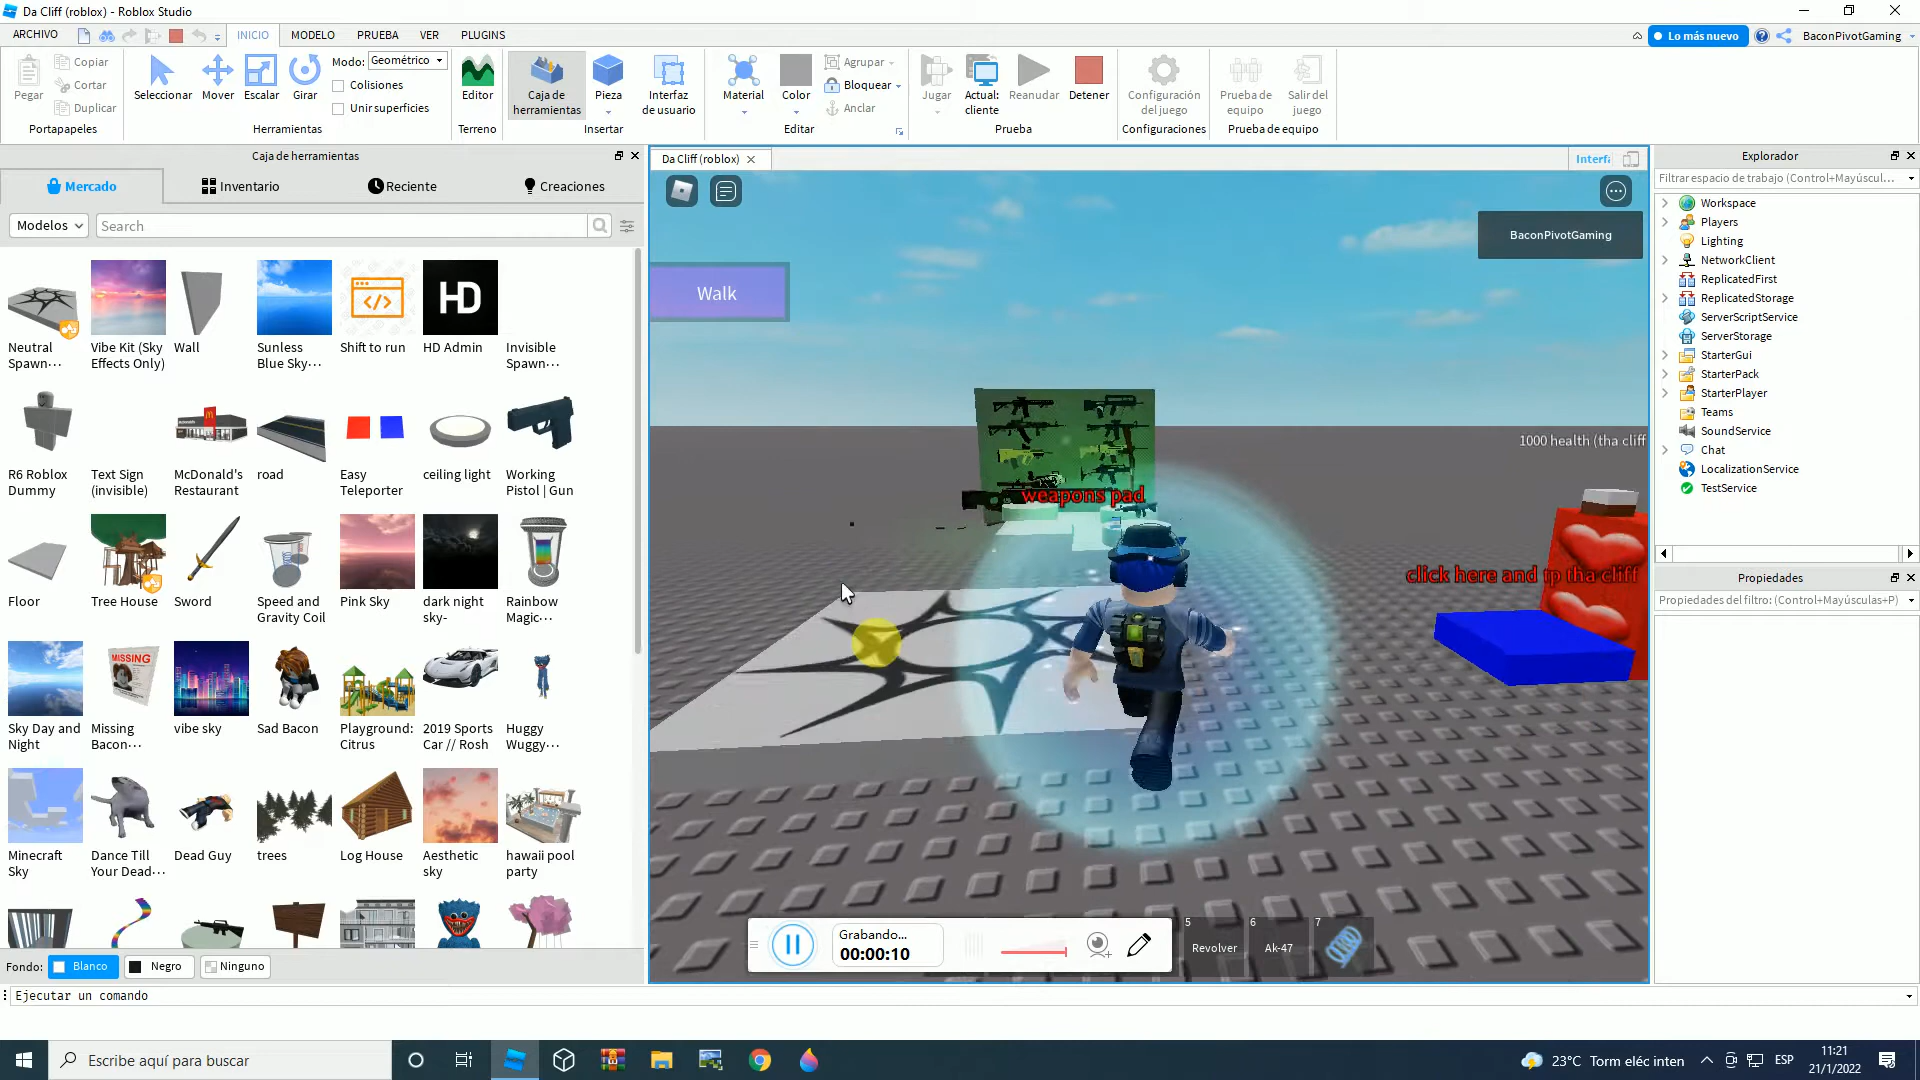 Da Cliff (roblox) - Roblox Studio
ARCHIVO
INICIO
MODELO
PRUEBA
VER
PLUGINS
Lo más nuevo
BaconPivotGaming
Pegar
Copiar
Cortar
Duplicar
Portapapeles
Seleccionar
Mover
Escalar
Girar
Modo: Geométrico
Colisiones
Unir superficies
Herramientas
Editor
Terreno
Caja de
herramientas
Pieza
Interfaz
de usuario
Insertar
Material
Color
Agrupar
Bloquear
Anclar
Editar
Jugar
Actual:
cliente
Reanudar
Detener
Prueba
Configuración
del juego
Configuraciones
Prueba de
equipo
Salir del
juego
Prueba de equipo
Caja de herramientas
Mercado
Inventario
Reciente
Creaciones
Modelos
Search
Neutral
Spawn...
Vibe Kit (Sky
Effects Only)
Wall
Sunless
Blue Sky...
Shift to run
HD
HD Admin
Invisible
Spawn...
R6 Roblox
Dummy
Text Sign
(invisible)
McDonald's
Restaurant
road
Easy
Teleporter
ceiling light
Working
Pistol | Gun
Floor
Tree House
Sword
Speed and
Gravity Coil
Pink Sky
dark night
sky-
Rainbow
Magic...
MISSING
Sky Day and
Night
Missing
Bacon...
vibe sky
Sad Bacon
Playground:
Citrus
2019 Sports
Car // Rosh
Huggy
Wuggy...
Minecraft
Sky
Dance Till
Your Dead...
Dead Guy
trees
Log House
Aesthetic
sky
hawaii pool
party
Fondo:
Blanco
Negro
Ninguno
Ejecutar un comando
Da Cliff (roblox)
Interfi
BaconPivotGaming
Walk
1000 health (tha cliff
weapons pad
click here and tp tha cliff
Grabando...
00:00:10
5
Revolver
6
Ak-47
7
Explorador
Filtrar espacio de trabajo (Control+Mayúscul...
Workspace
Players
Lighting
NetworkClient
ReplicatedFirst
ReplicatedStorage
ServerScriptService
ServerStorage
StarterGui
StarterPack
StarterPlayer
Teams
SoundService
Chat
LocalizationService
TestService
Propiedades
Propiedades del filtro: (Control+Mayúsculas+P)
Escribe aquí para buscar
23°C Torm eléc inten
ESP
11:21
21/1/2022